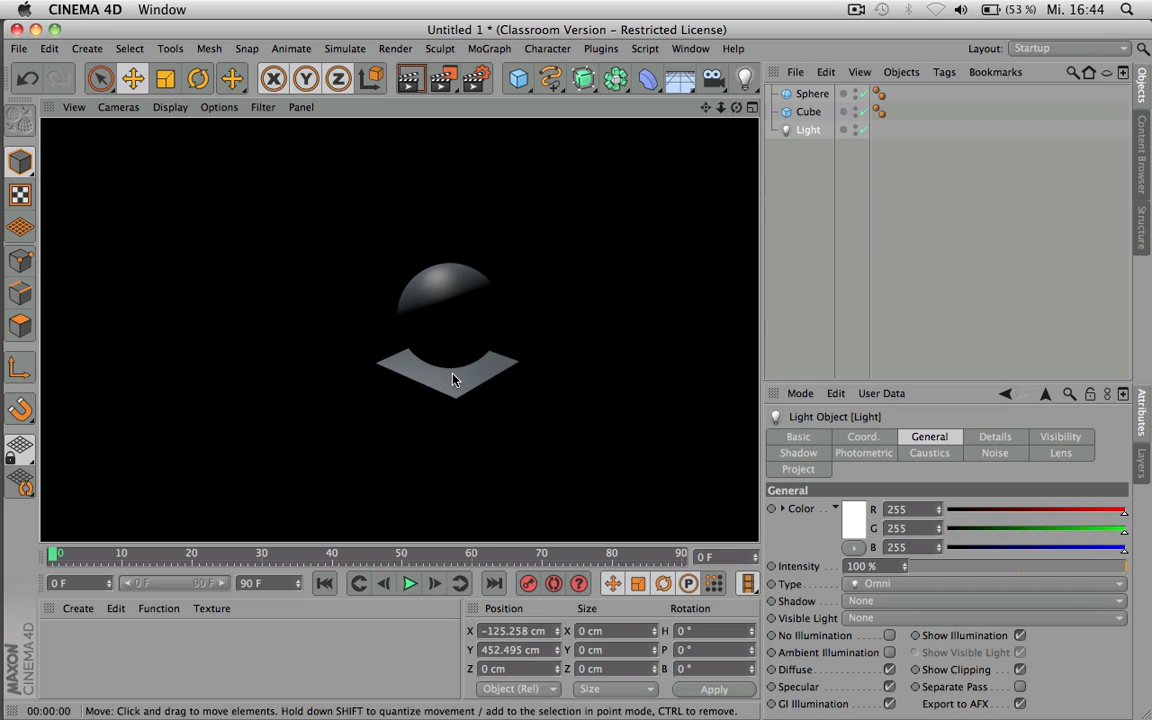 CINEMA 4D Window (53 %) Mi. 16:44
Untitled 1 * (Classroom Version - Restricted License)
File Edit Create Select Tools Mesh Snap Animate Simulate Render Sculpt MoGraph Character Plugins Script Window Help Layout: Startup
X Y Z
File Edit View Objects Tags Bookmarks
View Cameras Display Options Filter Panel
Sphere
Cube
Light
Objects
Content Browser
Structure
Mode Edit User Data
Attributes
Layers
Light Object [Light]
Basic Coord. General Details Visibility
Shadow Photometric Caustics Noise Lens
Project
General
Color R 255
G 255
B 255
Intensity 100 %
Type Omni
Shadow None
Visible Light None
No Illumination Show Illumination
Ambient Illumination Show Visible Light
Diffuse Show Clipping
Specular Separate Pass
GI Illumination Export to AFX
0 10 20 30 40 50 60 70 80 90 0 F
0 F 0 F 90 F 90 F
P
Create Edit Function Texture
Position Size Rotation
X -125.258 cm X 0 cm H 0 °
Y 452.495 cm Y 0 cm P 0 °
Z 0 cm Z 0 cm B 0 °
Object (Rel) Size Apply
MAXON CINEMA 4D
00:00:00 Move: Click and drag to move elements. Hold down SHIFT to quantize movement / add to the selection in point mode, CTRL to remove.